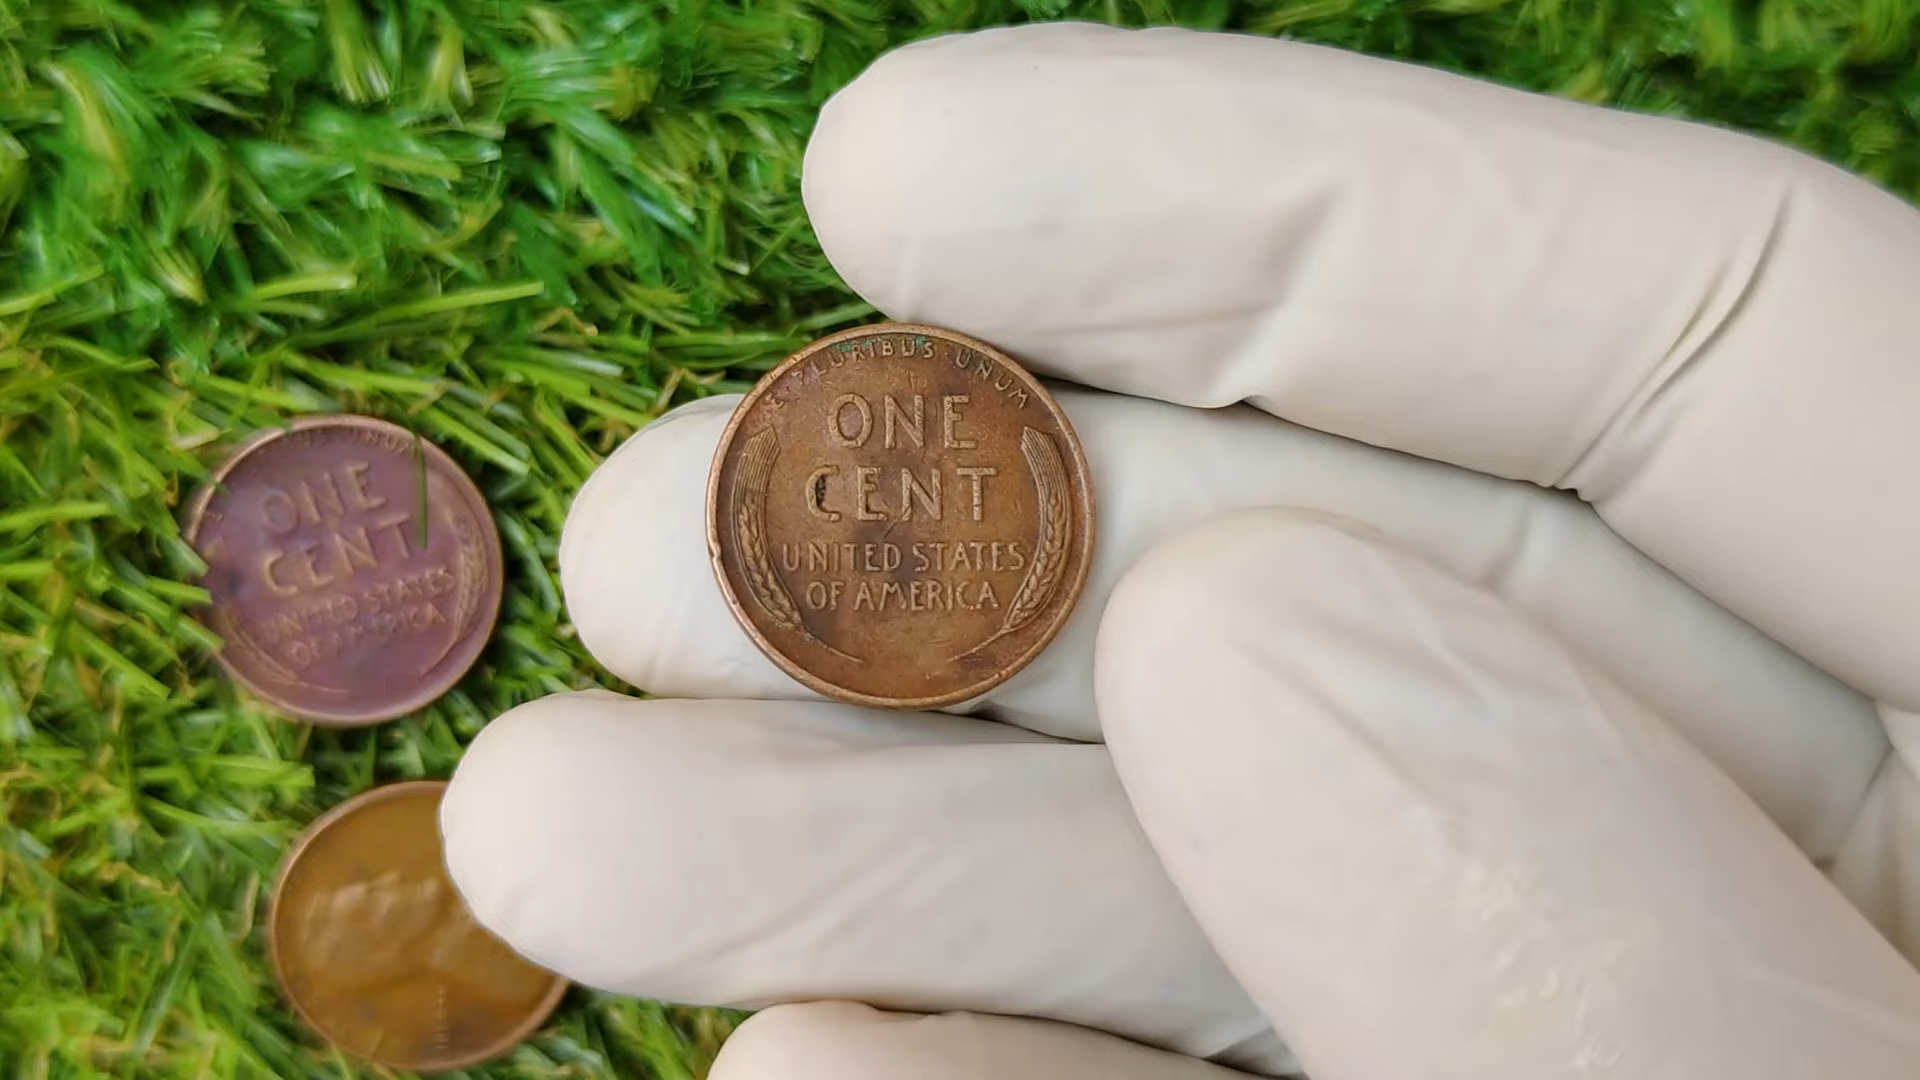 E · PLURIBUS · UNUM
ONE
CENT
UNITED STATES
OF AMERICA
ONE
CENT
UNITED STATES
OF AMERICA